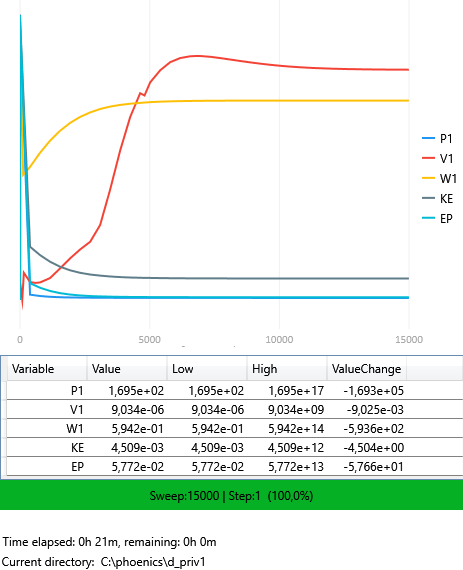 P1
V1
W1
KE
EP
0 5000 10000 15000
Variable Value Low High ValueChange
P1 1,695e+02 1,695e+02 1,695e+17 -1,693e+05
V1 9,034e-06 9,034e-06 9,034e+09 -9,025e-03
W1 5,942e-01 5,942e-01 5,942e+14 -5,936e+02
KE 4,509e-03 4,509e-03 4,509e+12 -4,504e+00
EP 5,772e-02 5,772e-02 5,772e+13 -5,766e+01
Sweep:15000 | Step:1 (100,0%)
Time elapsed: 0h 21m, remaining: 0h 0m
Current directory: C:\phoenics\d_priv1